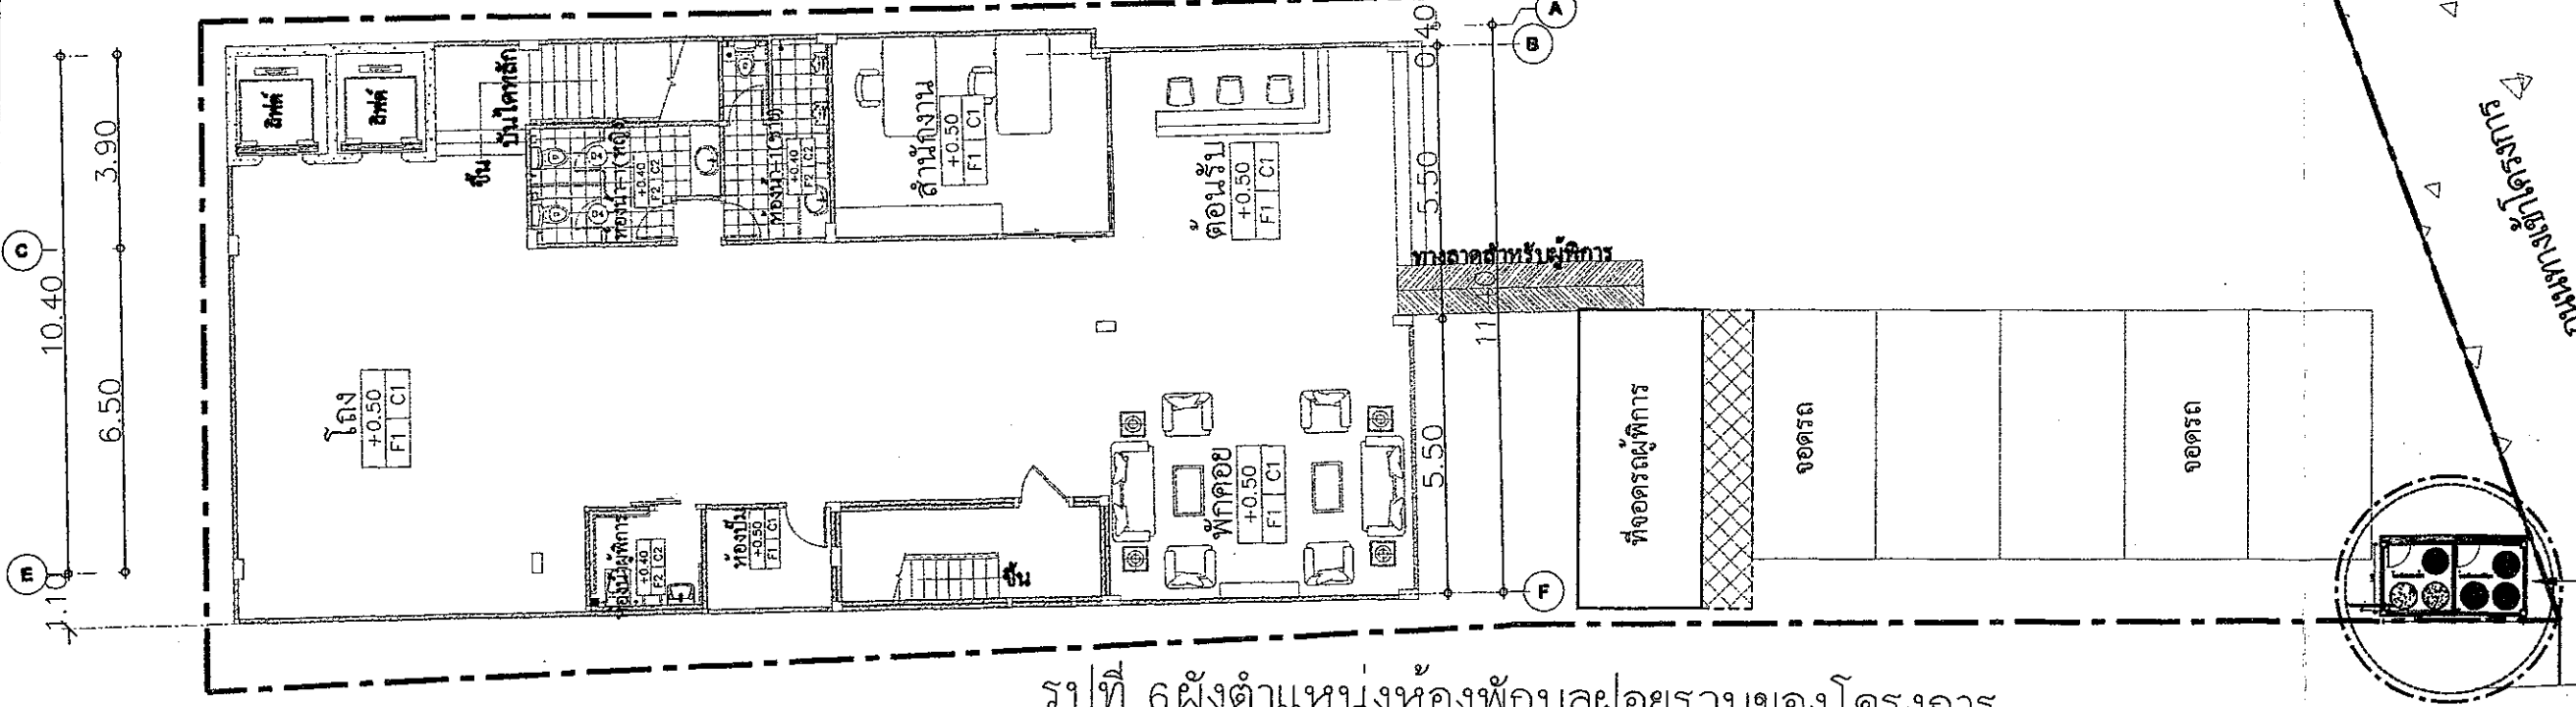 A
B
0.40
3.90
C
10.40
6.50
E
1.10
ลิฟต์
ลิฟต์
ขึ้น
บันไดหลัก
ห้องน้ำ-1(หญิง)
+0.40
F2 C2
ห้องน้ำ-1(ชาย)
+0.40
F2 C2
สำนักงาน
+0.50
F1 C1
ต้อนรับ
+0.50
F1 C1
5.50
ทางลาดสำหรับผู้พิการ
11.40
5.50
F
โถง
+0.50
F1 C1
ห้องน้ำผู้พิการ
+0.40
F2 C2
ห้องปั๊ม
+0.50
F1 C1
ขึ้น
พักคอย
+0.50
F1 C1
ที่จอดรถผู้พิการ
จอดรถ
จอดรถ
รูปที่ 6ผังตำแหน่งห้องพักมูลฝอยรวมของโครงการ